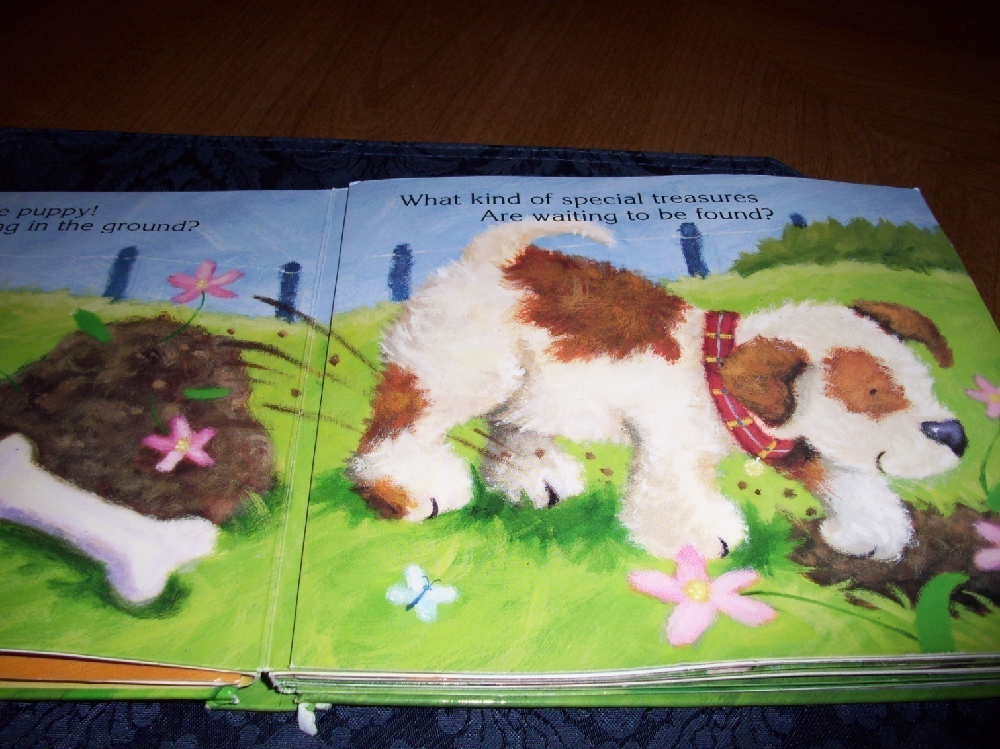 puppy!
in the ground?
What kind of special treasures
Are waiting to be found?